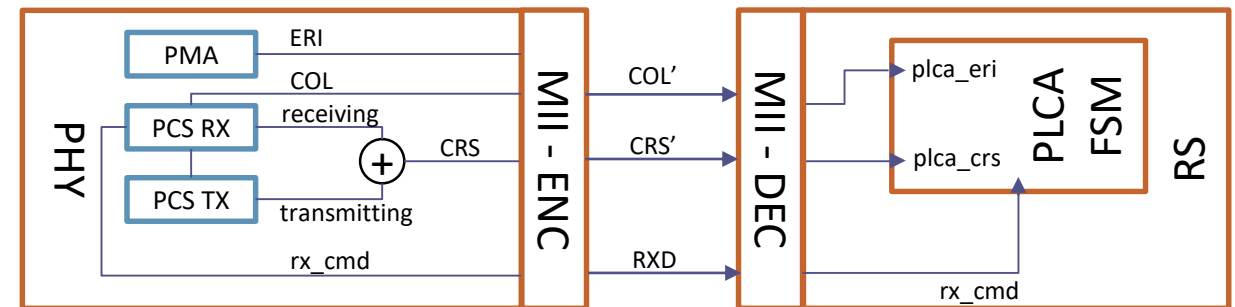 PHY
PMA
ERI
COL
PCS RX
receiving
+
CRS
PCS TX
transmitting
rx_cmd
MII - ENC
COL’
CRS’
RXD
MII - DEC
plca_eri
plca_crs
PLCA
FSM
rx_cmd
RS